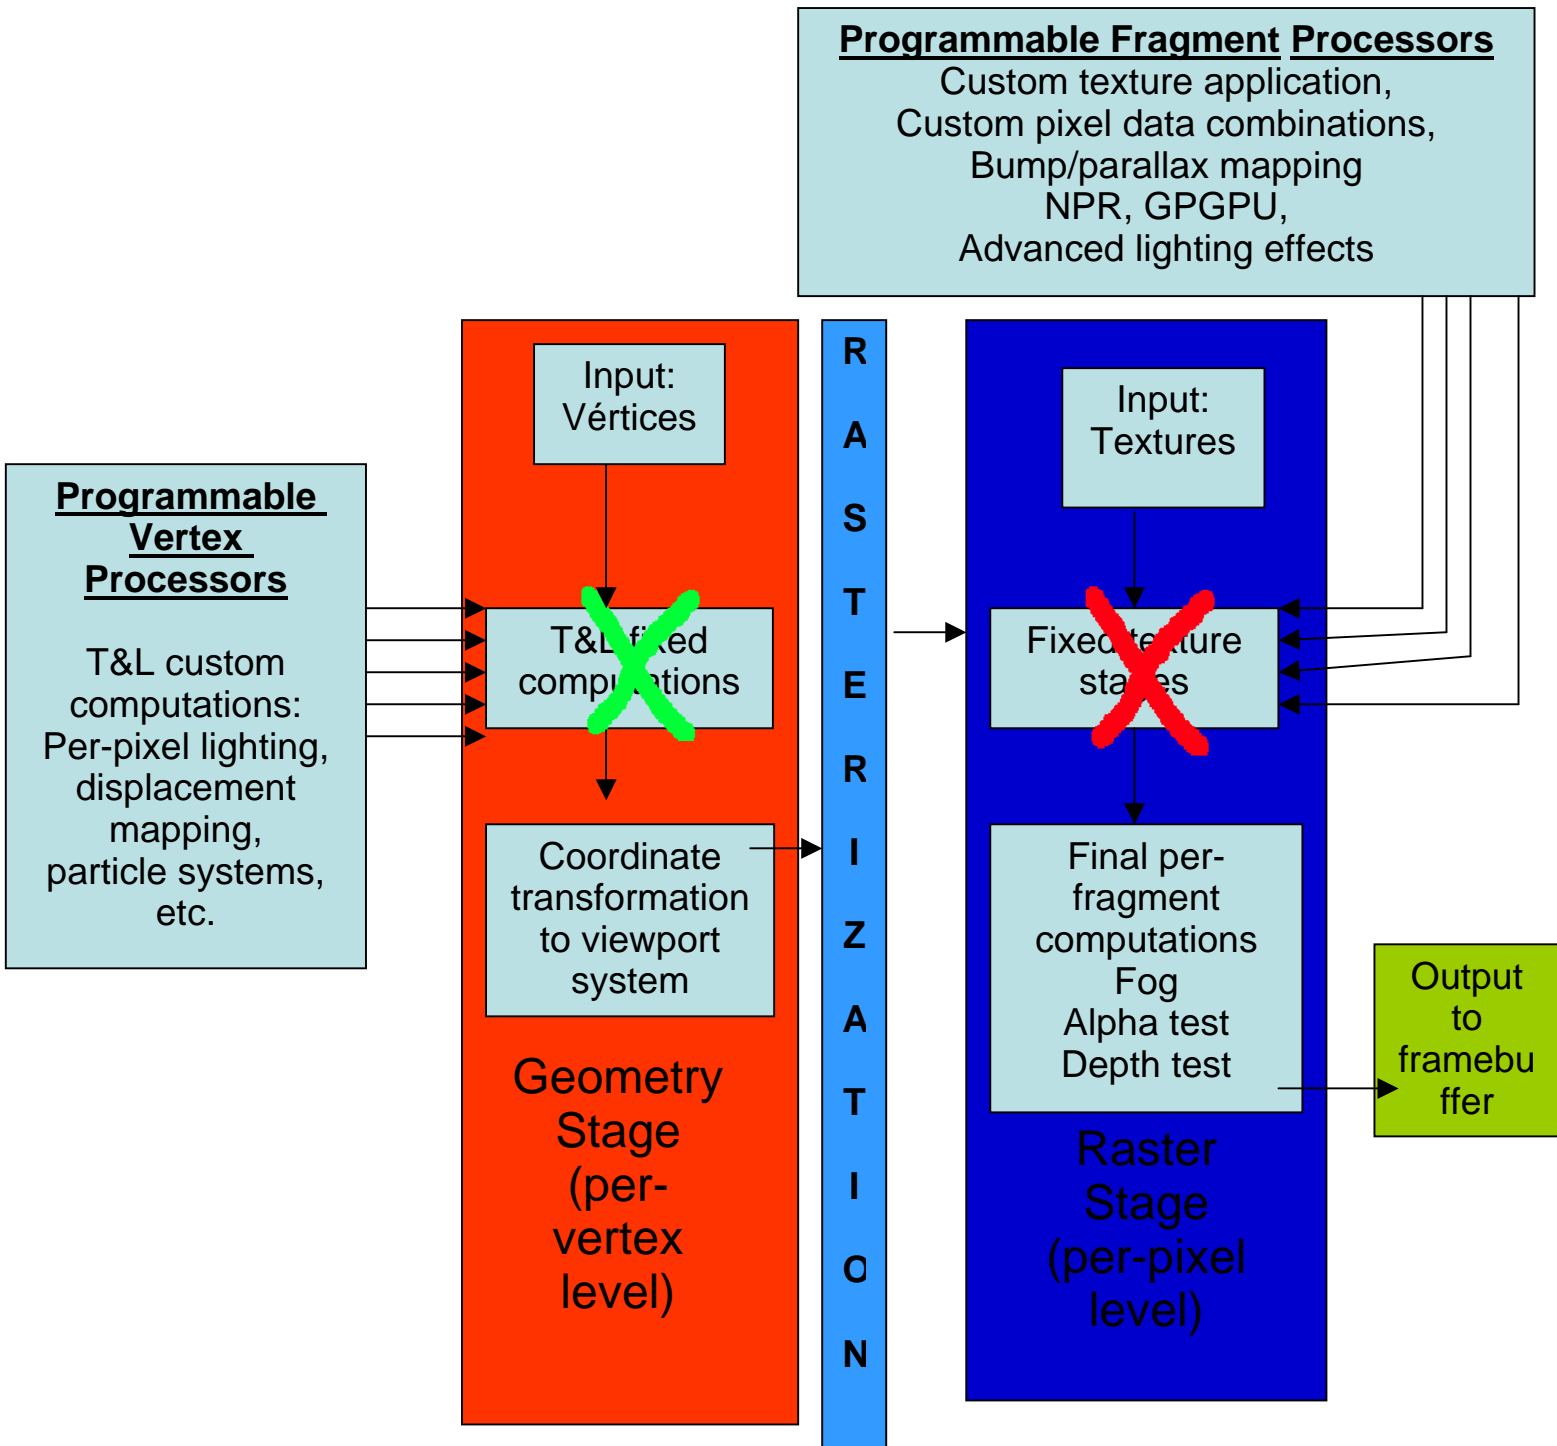 Programmable Fragment Processors
Custom texture application,
Custom pixel data combinations,
Bump/parallax mapping
NPR, GPGPU,
Advanced lighting effects
Programmable
Vertex
Processors
T&L custom
computations:
Per-pixel lighting,
displacement
mapping,
particle systems,
etc.
Input:
Vértices
T&L fixed
computations
Coordinate
transformation
to viewport
system
Geometry
Stage
(per-
vertex
level)
R
A
S
T
E
R
I
Z
A
T
I
O
N
Input:
Textures
Fixed texture
stages
Final per-
fragment
computations
Fog
Alpha test
Depth test
Raster
Stage
(per-pixel
level)
Output
to
framebu
ffer